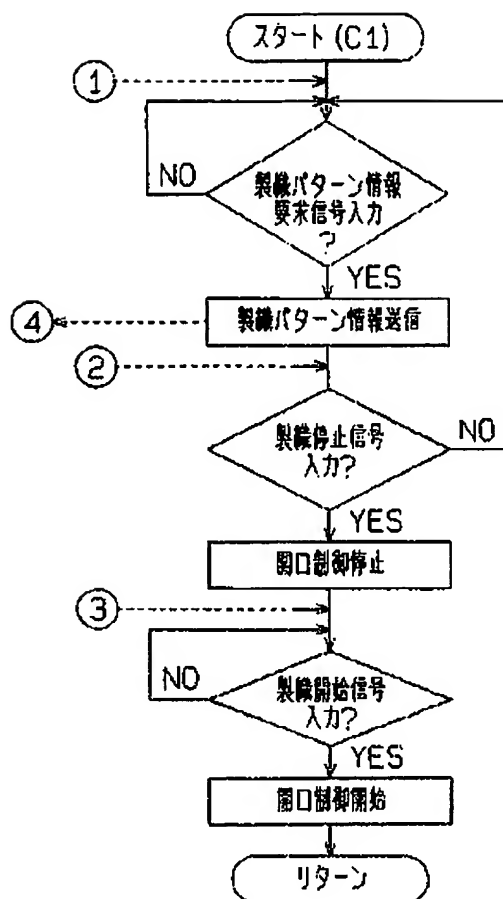 スタート(C1)
①
NO
製織パターン情報
要求信号入力
?
YES
④
製織パターン情報送信
②
製織停止信号
入力?
NO
YES
開口制御停止
③
NO
製織開始信号
入力?
YES
開口制御開始
リターン